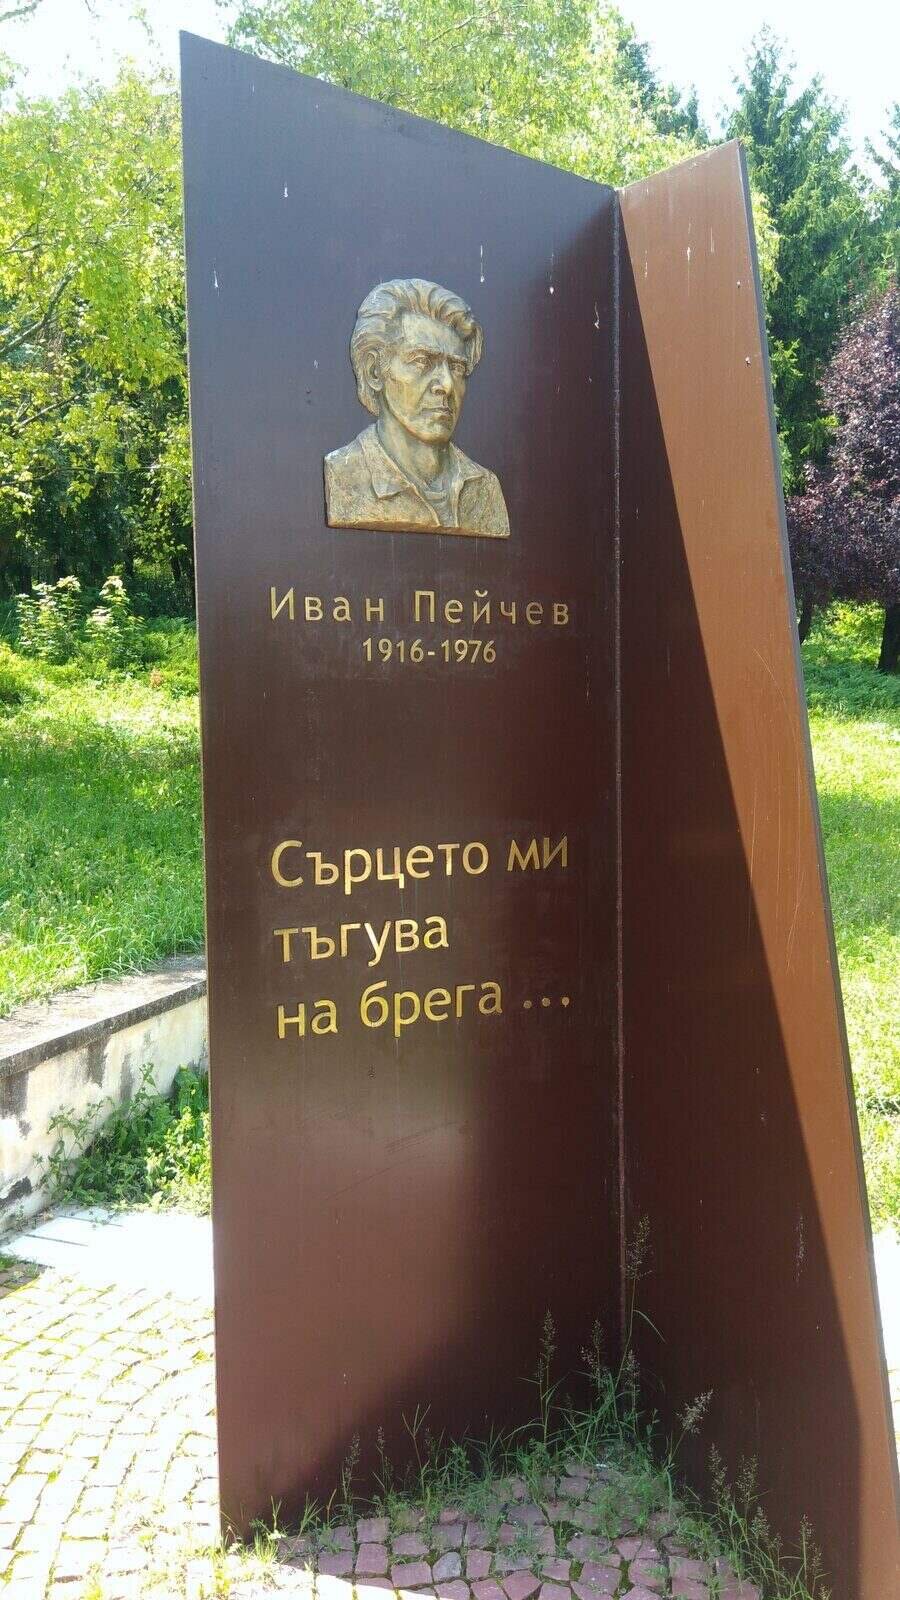 Иван Пейчев
1916-1976
Сърцето ми
тъгува
на брега ...